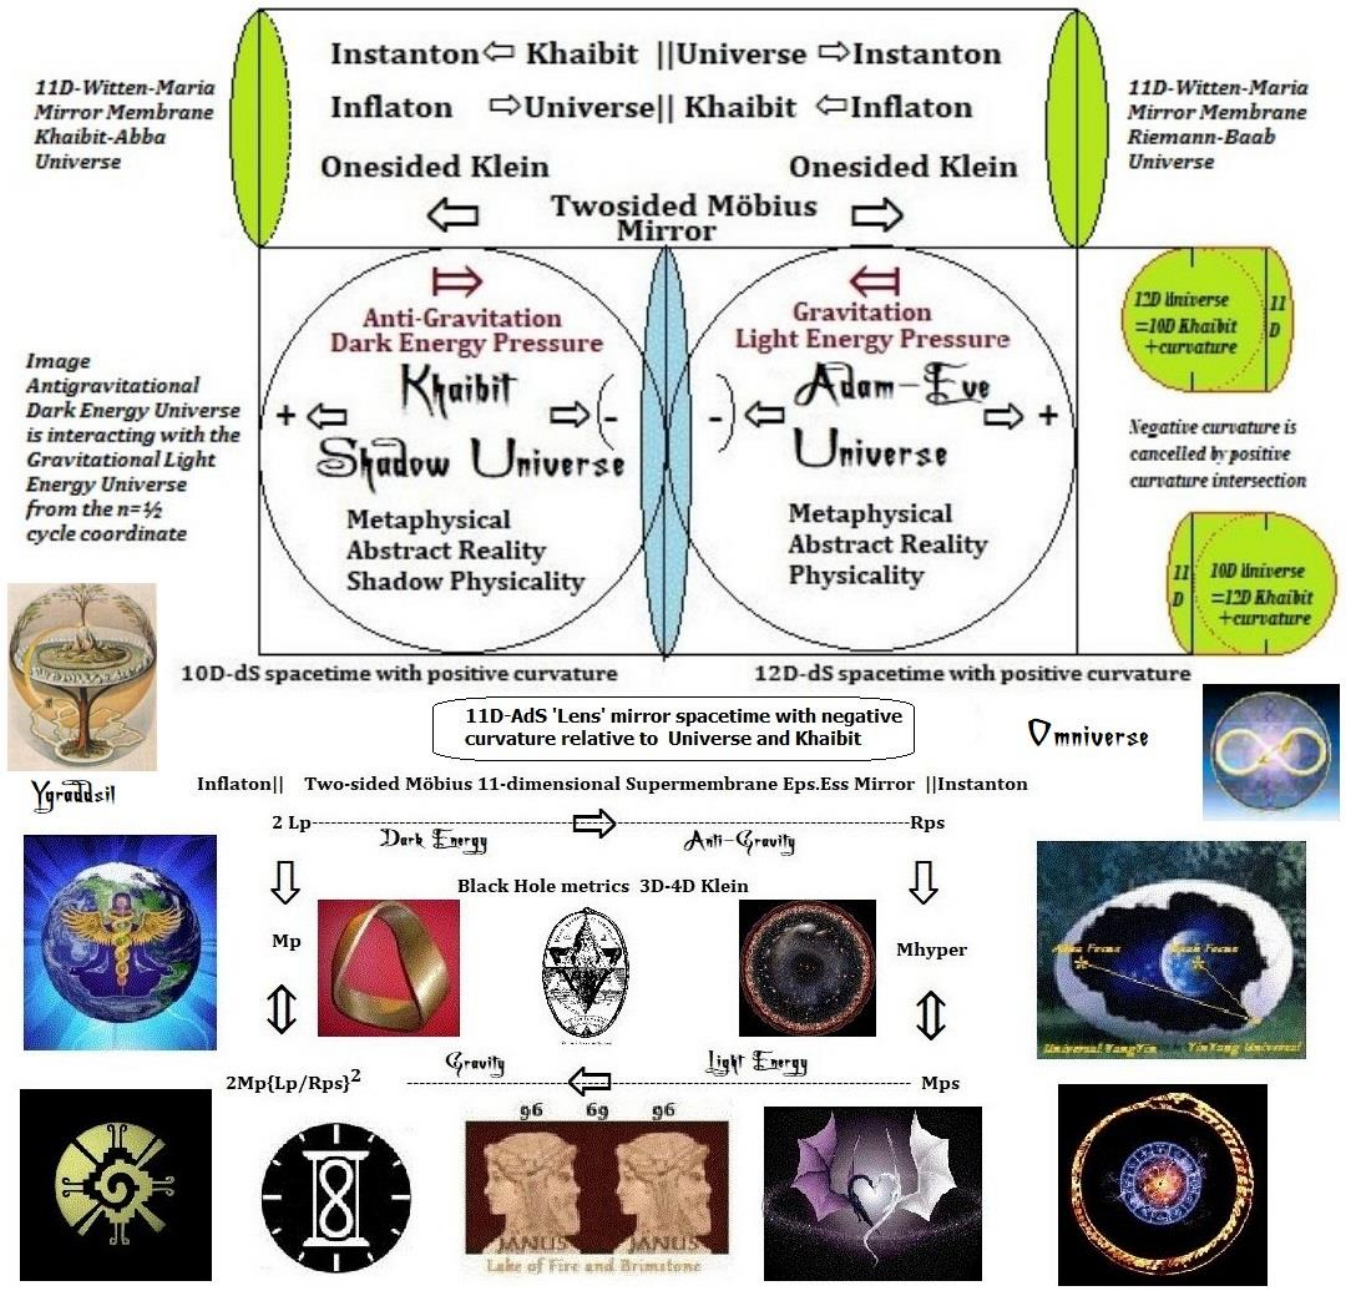 Instanton⇦ Khaibit ||Universe ⇨Instanton
Inflaton ⇨Universe|| Khaibit ⇦Inflaton
Onesided Klein
Onesided Klein
Twosided Möbius
Mirror
11D-Witten-Maria
Mirror Membrane
Khaibit-Abba
Universe
11D-Witten-Maria
Mirror Membrane
Riemann-Baab
Universe
Anti-Gravitation
Dark Energy Pressure
Khaibit
+ ⇦ ⇨ ( -
Shadow Universe
Metaphysical
Abstract Reality
Shadow Physicality
Gravitation
Light Energy Pressure
Adam-Eve
- ) ⇦ ⇨ +
Universe
Metaphysical
Abstract Reality
Physicality
Image
Antigravitational
Dark Energy Universe
is interacting with the
Gravitational Light
Energy Universe
from the n=½
cycle coordinate
12D Universe
=10D Khaibit
+curvature
11
D
Negative curvature is
cancelled by positive
curvature intersection
11
D
10D Universe
=12D Khaibit
+curvature
10D-dS spacetime with positive curvature
12D-dS spacetime with positive curvature
11D-AdS 'Lens' mirror spacetime with negative
curvature relative to Universe and Khaibit
Omniverse
Ygraddsil
Inflaton|| Two-sided Möbius 11-dimensional Supermembrane Eps.Ess Mirror ||Instanton
2 Lp
Rps
Dark Energy
Anti-Gravity
Black Hole metrics 3D-4D Klein
Mp
Mhyper
Focus
Focus
Universal YangYin
YinYang Universal
Gravity
Light Energy
2Mp{Lp/Rps}²
Mps
96 69 96
JANUS
JANUS
Lake of Fire and Brimstone